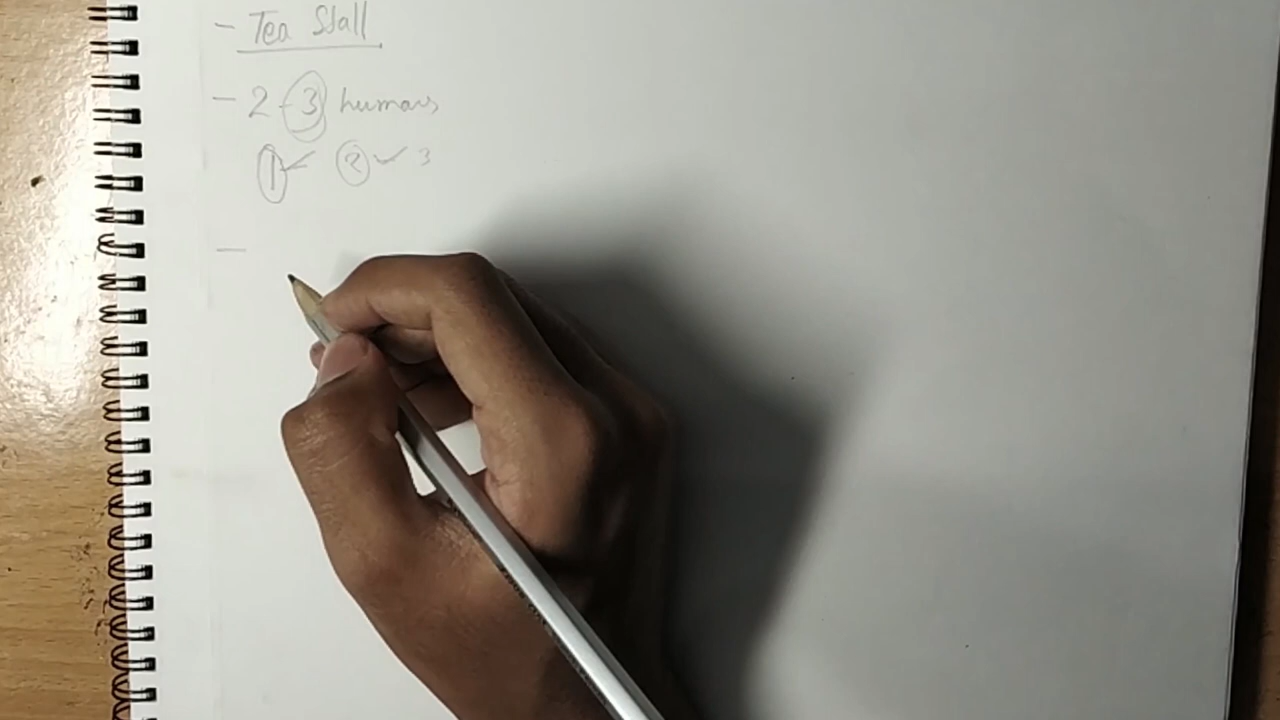 - Tea Stall
- 2-3 humans
1 ✓ 2 ✓ 3
-